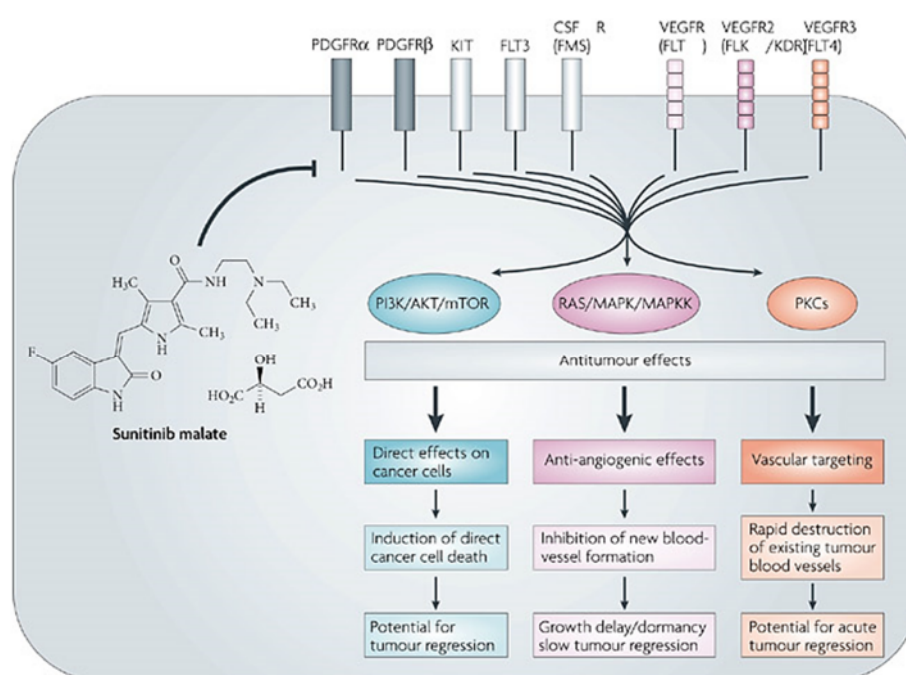 PDGFRα PDGFRβ KIT FLT3
CSF R
(FMS)
VEGFR
(FLT )
VEGFR2
(FLK /KDR)
VEGFR3
(FLT4)
H₃C
O
NH
N
CH₃
CH₃
CH₃
N
H
F
O
N
H
OH
HO₂C
H
CO₂H
Sunitinib malate
PI3K/AKT/mTOR
RAS/MAPK/MAPKK
PKCs
Antitumour effects
Direct effects on
cancer cells
Anti-angiogenic effects
Vascular targeting
Induction of direct
cancer cell death
Inhibition of new blood-
vessel formation
Rapid destruction
of existing tumour
blood vessels
Potential for
tumour regression
Growth delay/dormancy
slow tumour regression
Potential for acute
tumour regression